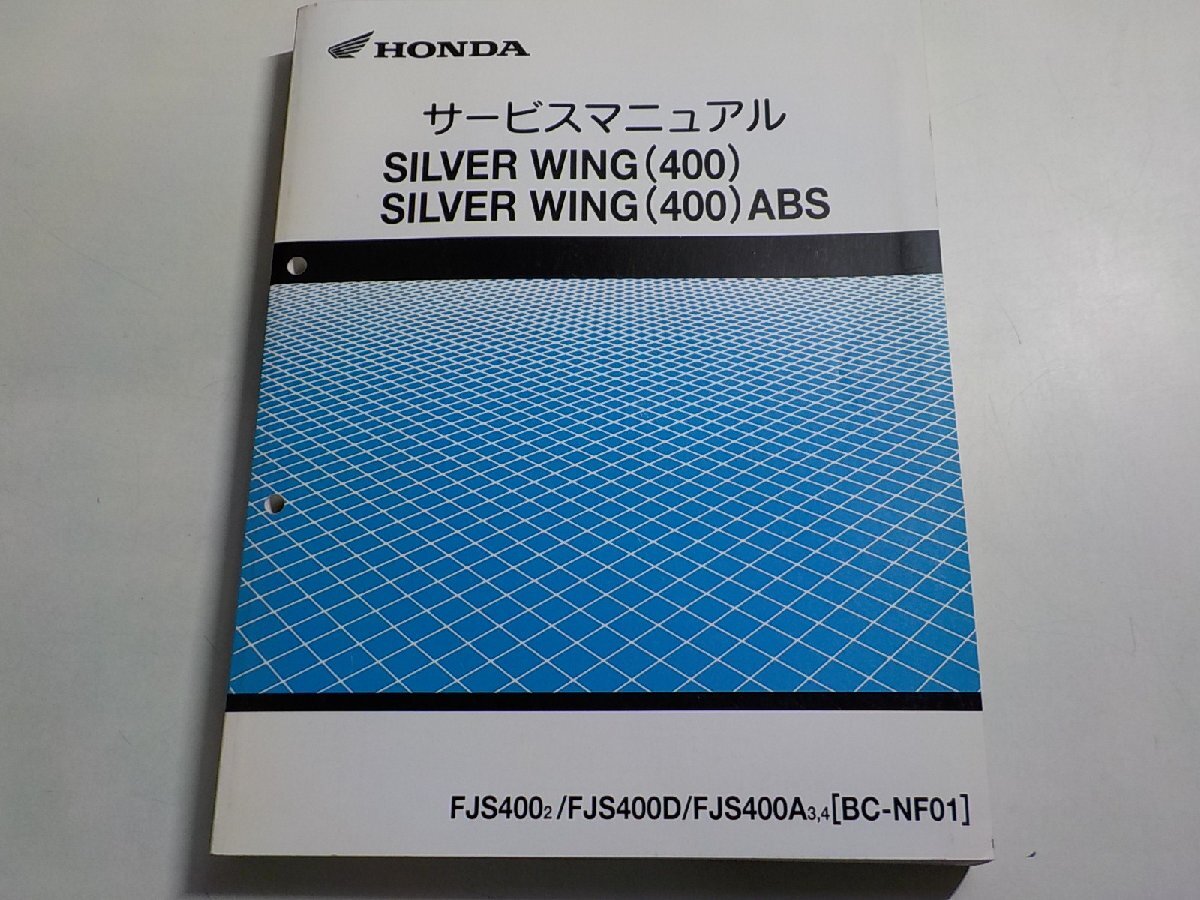 HONDA
サービスマニュアル
SILVER WING(400)
SILVER WING(400)ABS
FJS400₂/FJS400D/FJS400A₃,₄[BC-NF01]